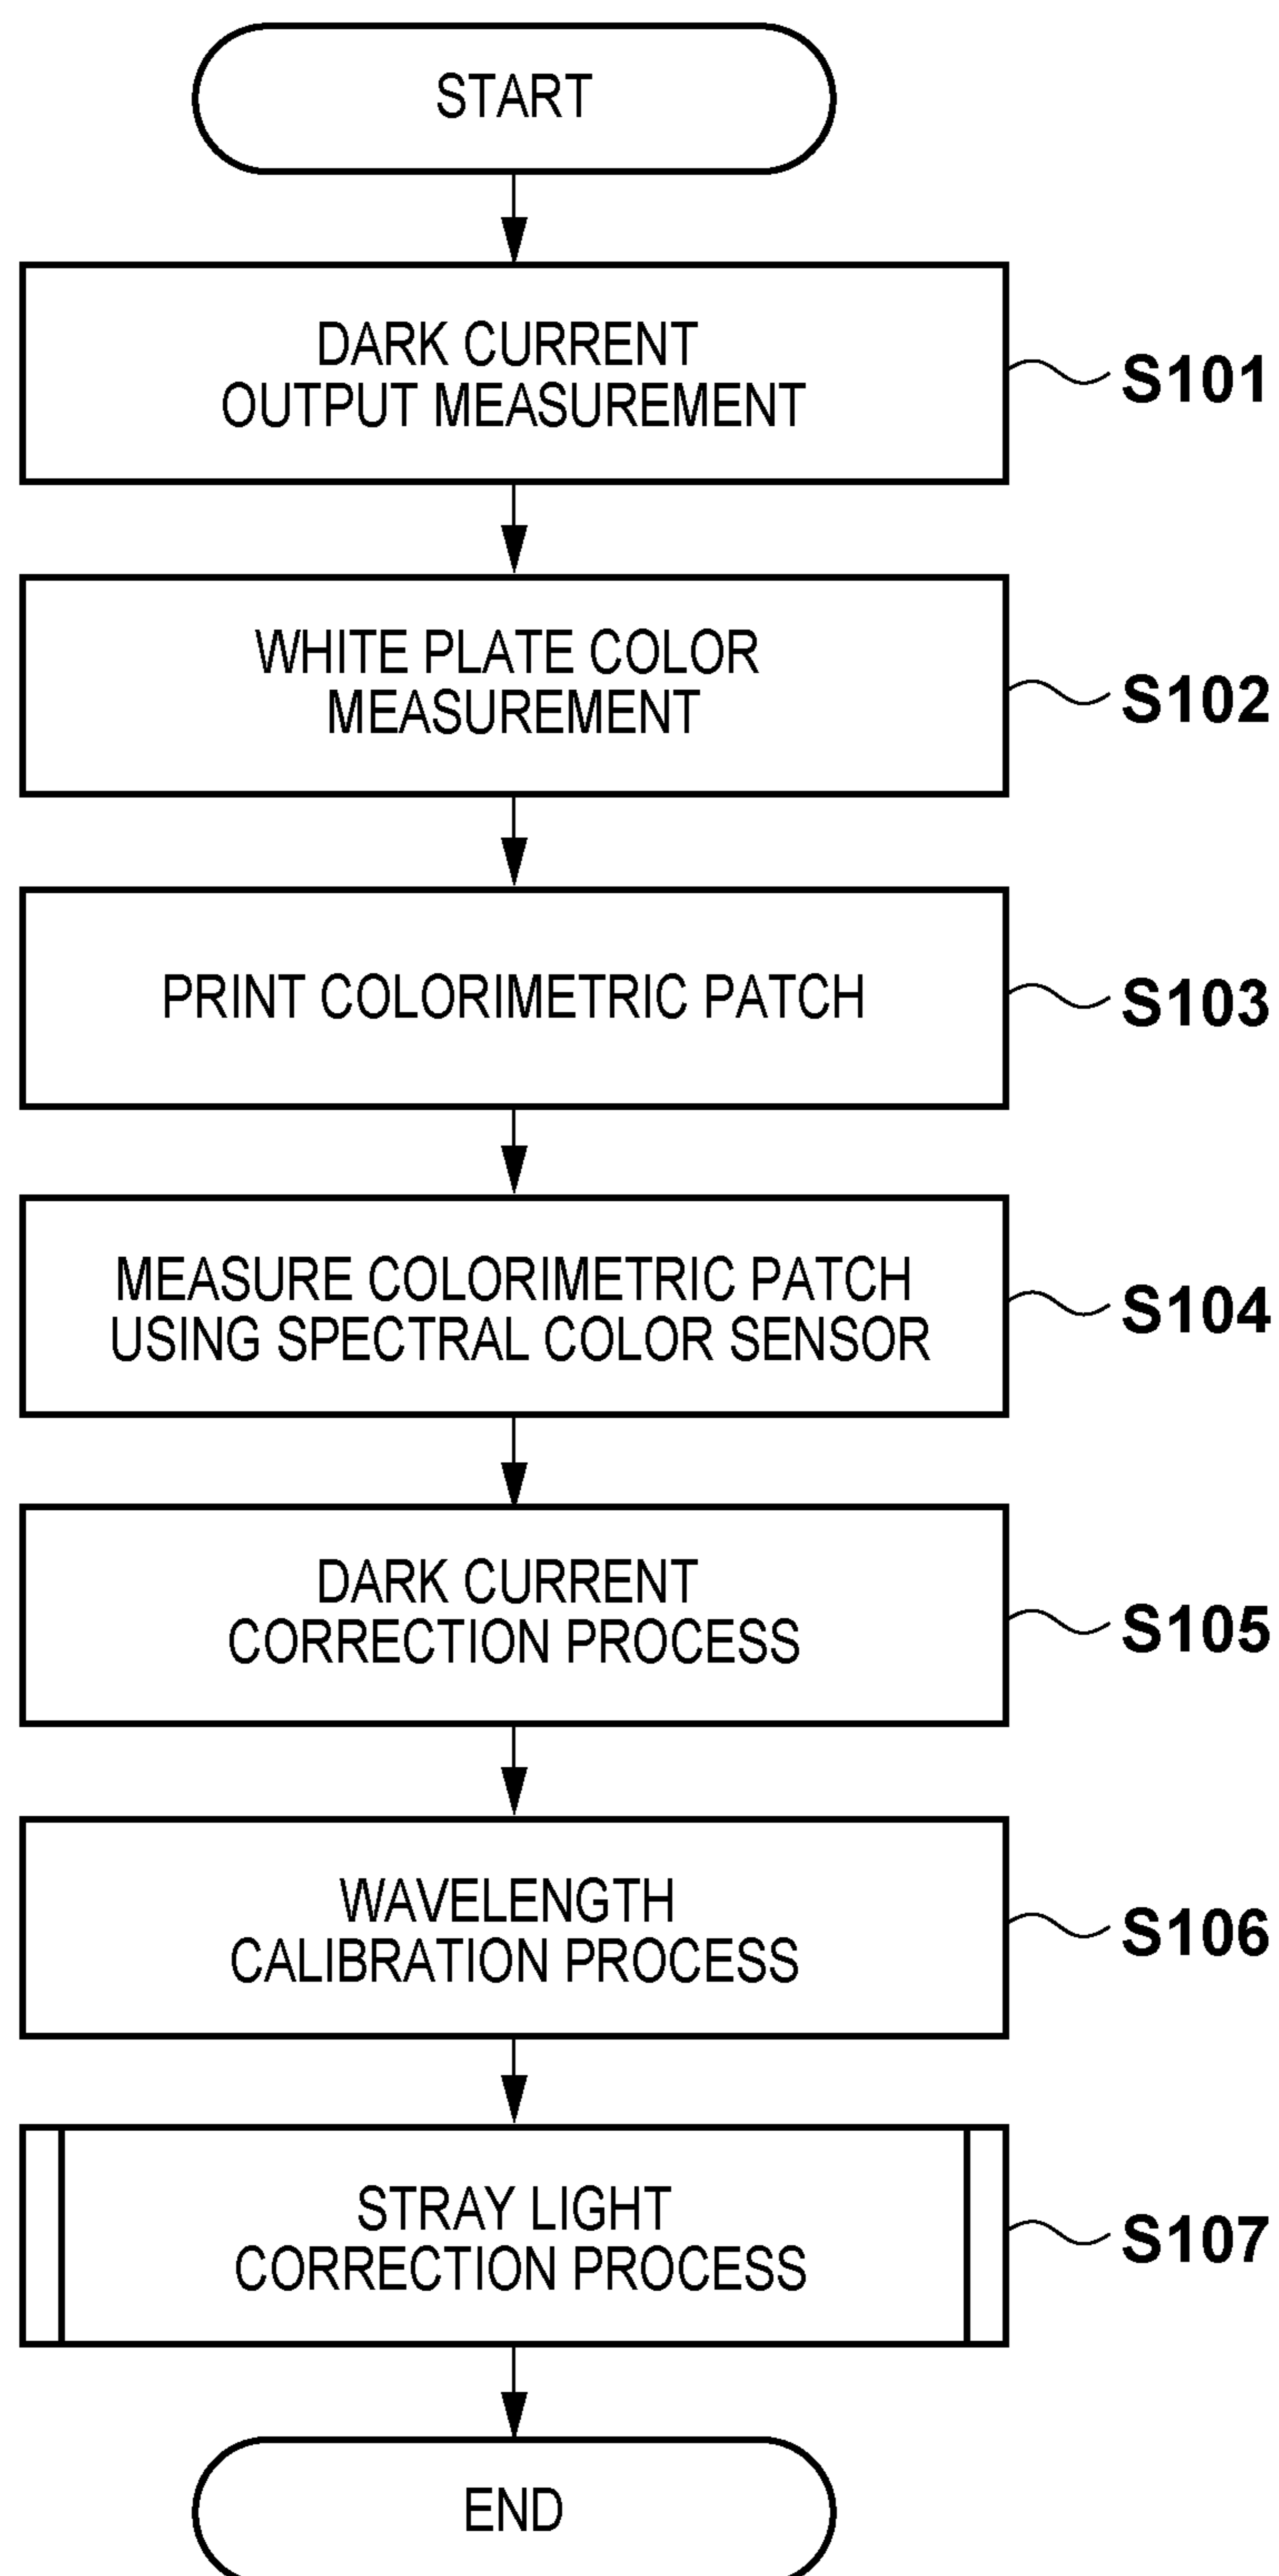 START
DARK CURRENT
OUTPUT MEASUREMENT
S101
WHITE PLATE COLOR
MEASUREMENT
S102
PRINT COLORIMETRIC PATCH
S103
MEASURE COLORIMETRIC PATCH
USING SPECTRAL COLOR SENSOR
S104
DARK CURRENT
CORRECTION PROCESS
S105
WAVELENGTH
CALIBRATION PROCESS
S106
STRAY LIGHT
CORRECTION PROCESS
S107
END